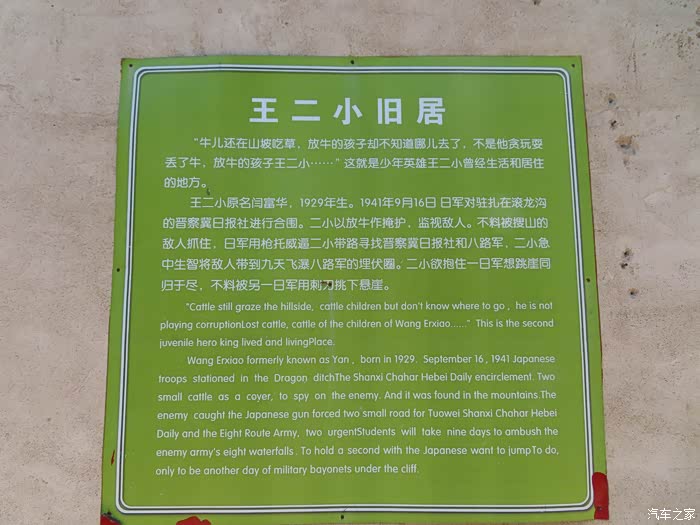 王二小旧居
“牛儿还在山坡吃草，放牛的孩子却不知道哪儿去了，不是他贪玩耍
丢了牛，放牛的孩子王二小……”这就是少年英雄王二小曾经生活和居住
的地方。
王二小原名闫富华，1929年生。1941年9月16日 日军对驻扎在滚龙沟
的晋察冀日报社进行合围。二小以放牛作掩护，监视敌人。不料被搜山的
敌人抓住，日军用枪托威逼二小带路寻找晋察冀日报社和八路军，二小急
中生智将敌人带到九天飞瀑八路军的埋伏圈。二小欲抱住一日军想跳崖同
归于尽，不料被另一日军用刺刀挑下悬崖。
"Cattle still graze the hillside, cattle children but don't know where to go , he is not
playing corruptionLost cattle, cattle of the children of Wang Erxiao......" This is the second
juvenile hero king lived and livingPlace.
Wang Erxiao formerly known as Yan , born in 1929. September 16 , 1941 Japanese
troops stationed in the Dragon ditchThe Shanxi Chahar Hebei Daily encirclement. Two
small cattle as a coyer, to spy on the enemy. And it was found in the mountains.The
enemy caught the Japanese gun forced two small road for Tuowei Shanxi Chahar Hebei
Daily and the Eight Route Army, two urgentStudents will take nine days to ambush the
enemy army's eight waterfalls . To hold a second with the Japanese want to jumpTo do,
only to be another day of military bayonets under the cliff.
汽车之家